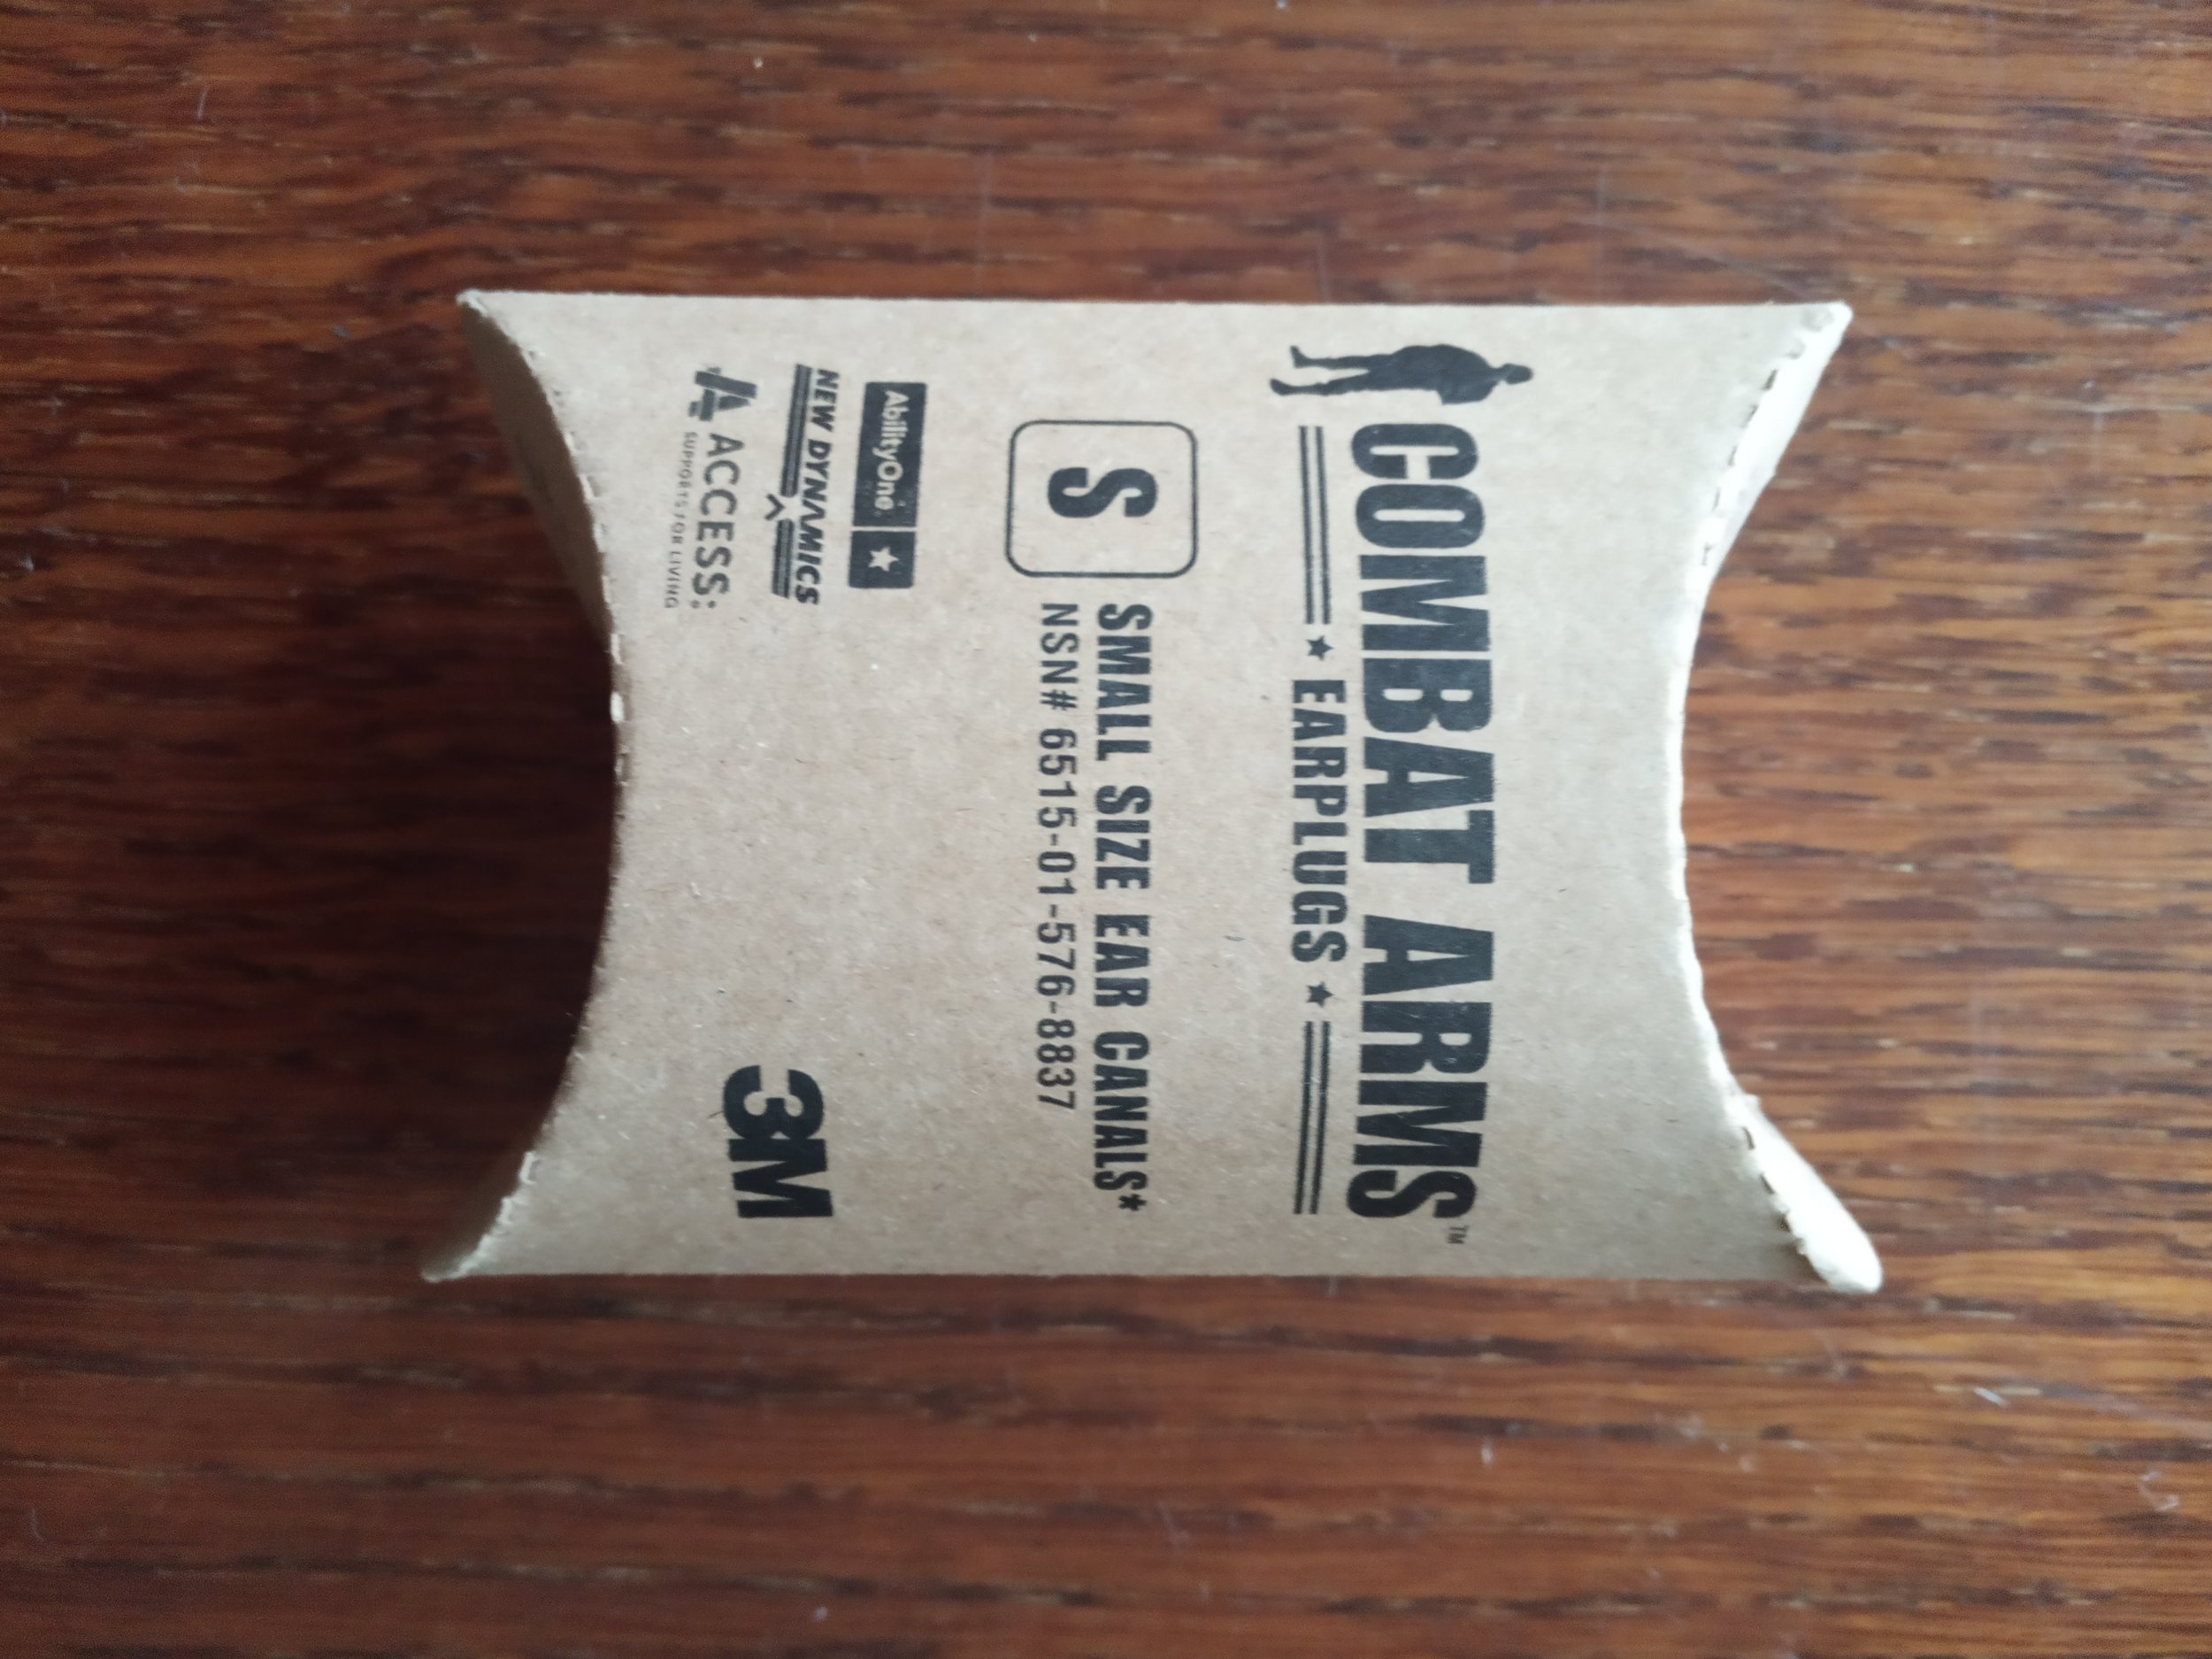 COMBAT ARMS™
★ EARPLUGS ★
S
SMALL SIZE EAR CANALS*
NSN# 6515-01-576-8837
AbilityOne
NEW DYNAMICS
ACCESS:
SUPPORTS FOR LIVING
3M